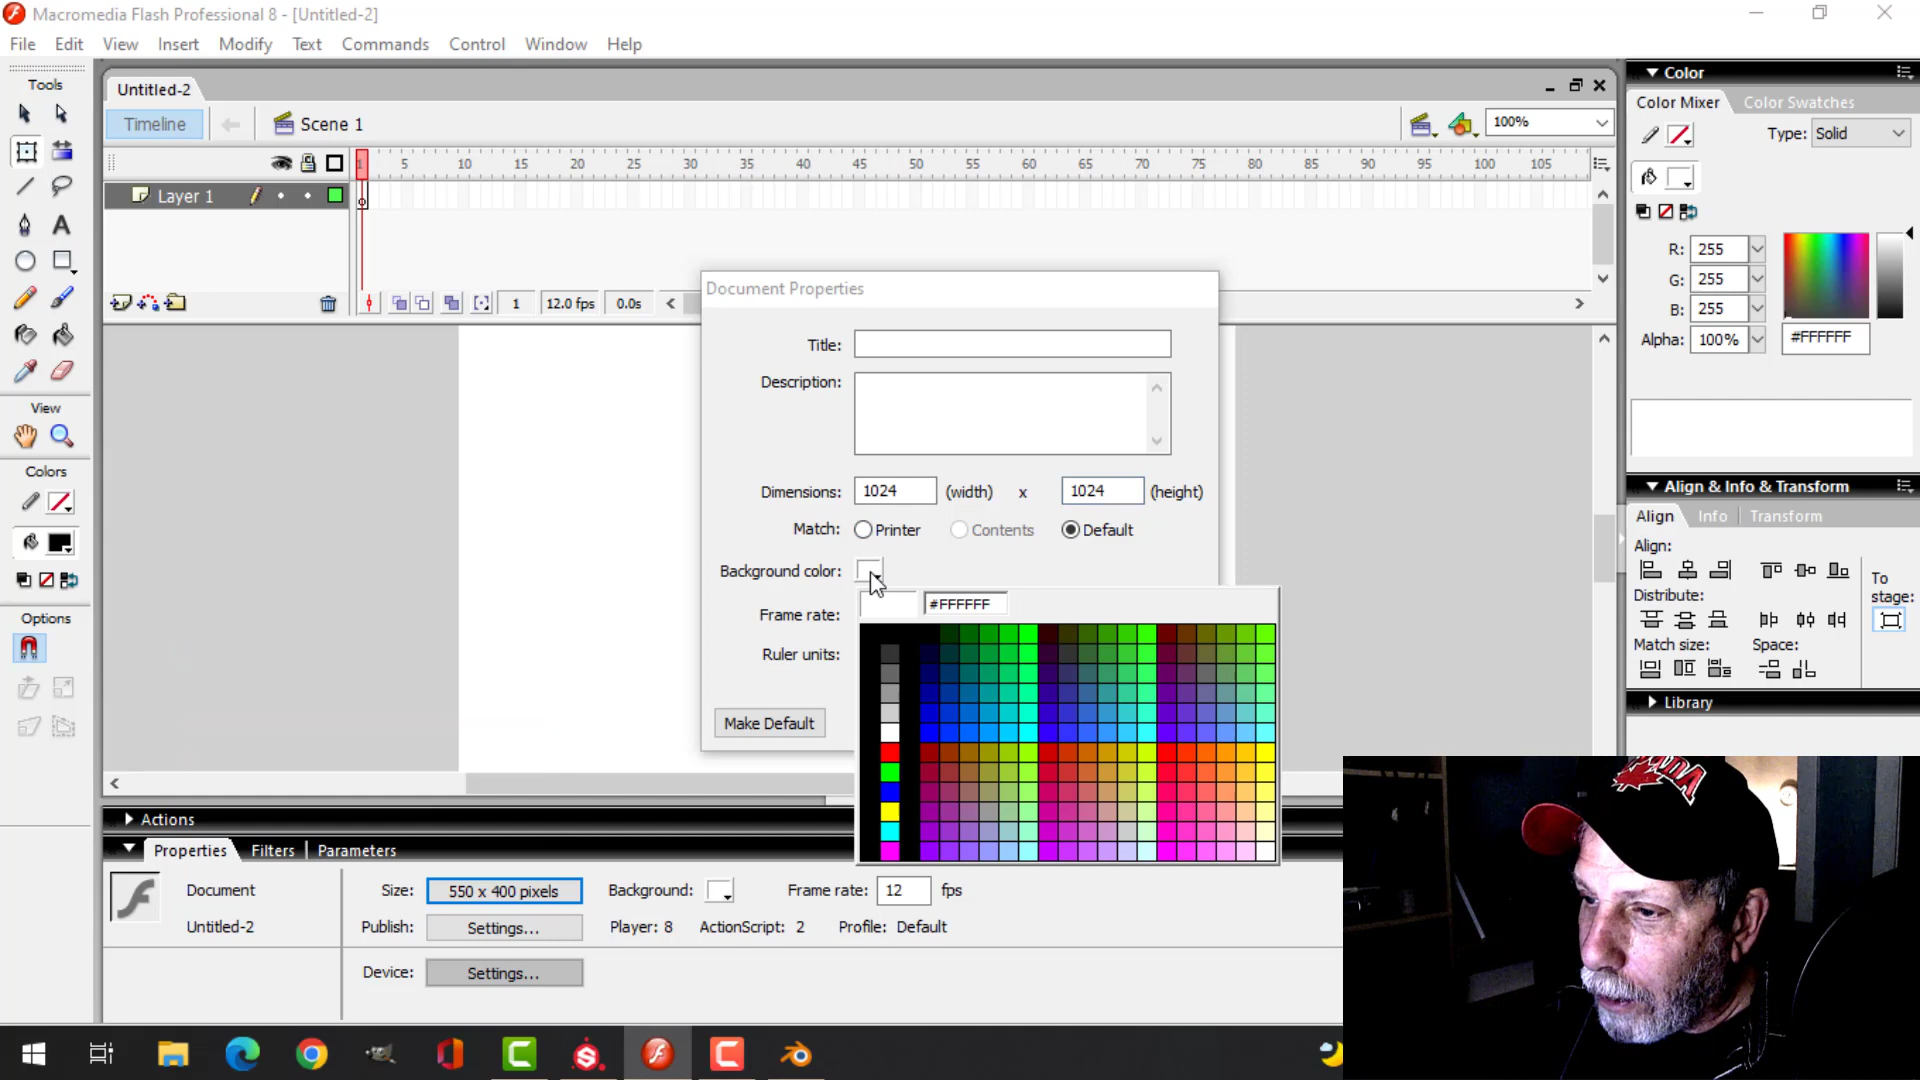 Macromedia Flash Professional 8 - [Untitled-2]
File Edit View Insert Modify Text Commands Control Window Help
Tools
Untitled-2
Timeline Scene 1 100%
1 5 10 15 20 25 30 35 40 45 50 55 60 65 70 75 80 85 90 95 100 105
Layer 1
1 12.0 fps 0.0s
View
Colors
Options
Document Properties
Title:
Description:
Dimensions: 1024 (width) x 1024 (height)
Match: Printer Contents Default
Background color:
#FFFFFF
Frame rate:
Ruler units:
Make Default
Color
Color Mixer Color Swatches
Type: Solid
R: 255
G: 255
B: 255
Alpha: 100% #FFFFFF
Align & Info & Transform
Align Info Transform
Align:
To stage:
Distribute:
Match size: Space:
Library
Actions
Properties Filters Parameters
Document Size: 550 x 400 pixels Background: Frame rate: 12 fps
Untitled-2 Publish: Settings... Player: 8 ActionScript: 2 Profile: Default
Device: Settings...